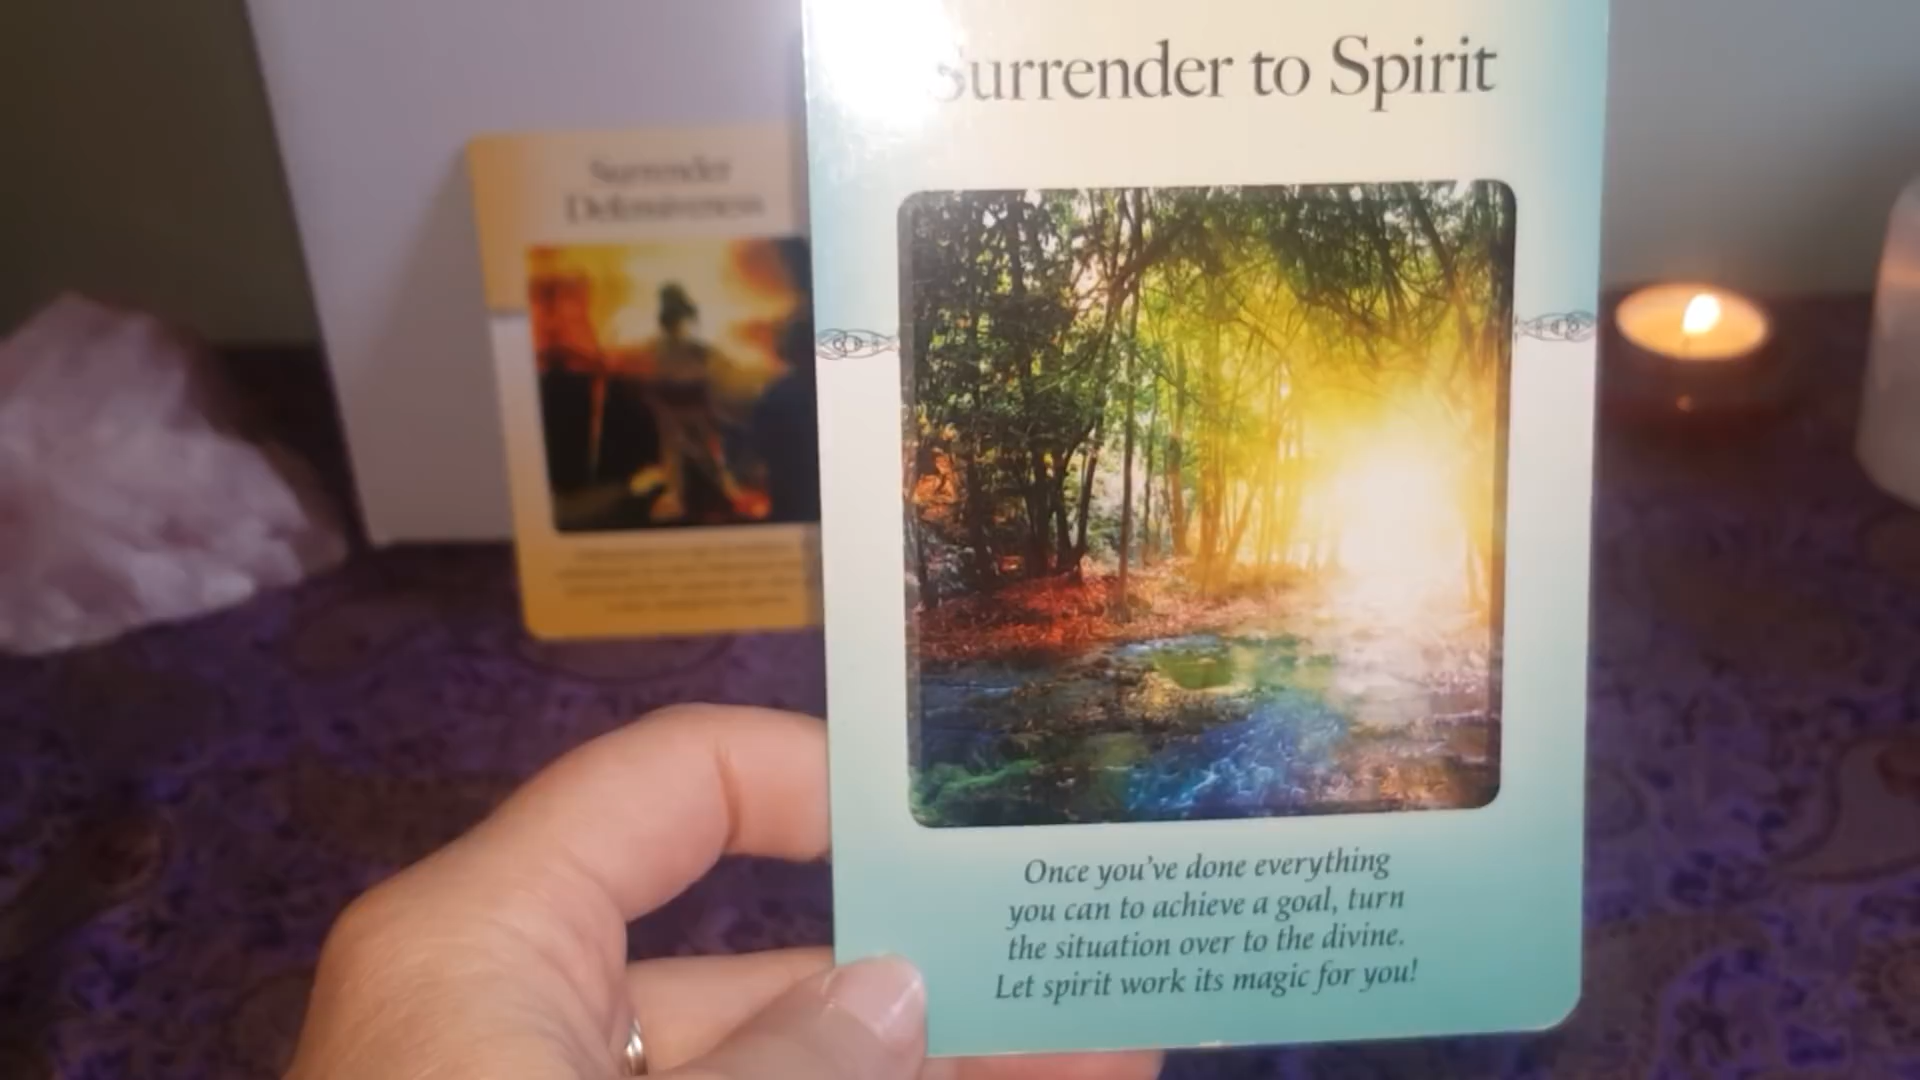 Surrender to Spirit
Once you've done everything
you can to achieve a goal, turn
the situation over to the divine.
Let spirit work its magic for you!
Surrender
Defensiveness